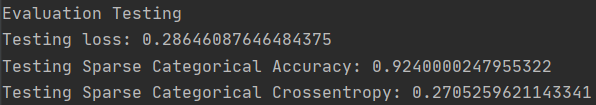 Evaluation Testing
Testing loss: 0.28646087646484375
Testing Sparse Categorical Accuracy: 0.9240000247955322
Testing Sparse Categorical Crossentropy: 0.2705259621143341